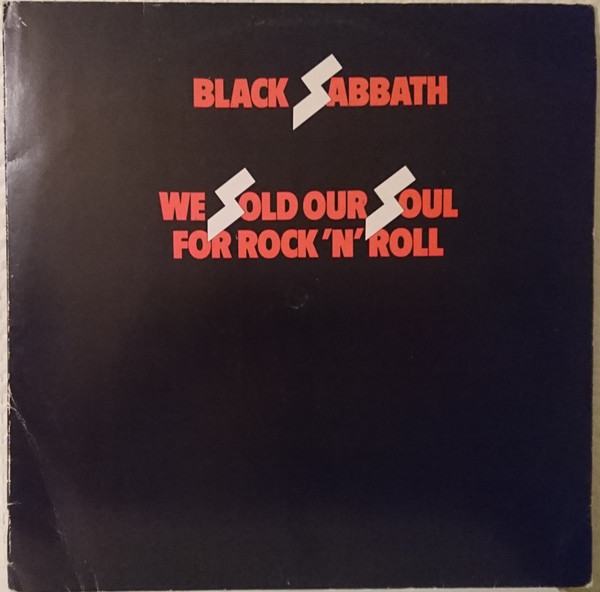 BLACK SABBATH
WE SOLD OUR SOUL
FOR ROCK 'N' ROLL